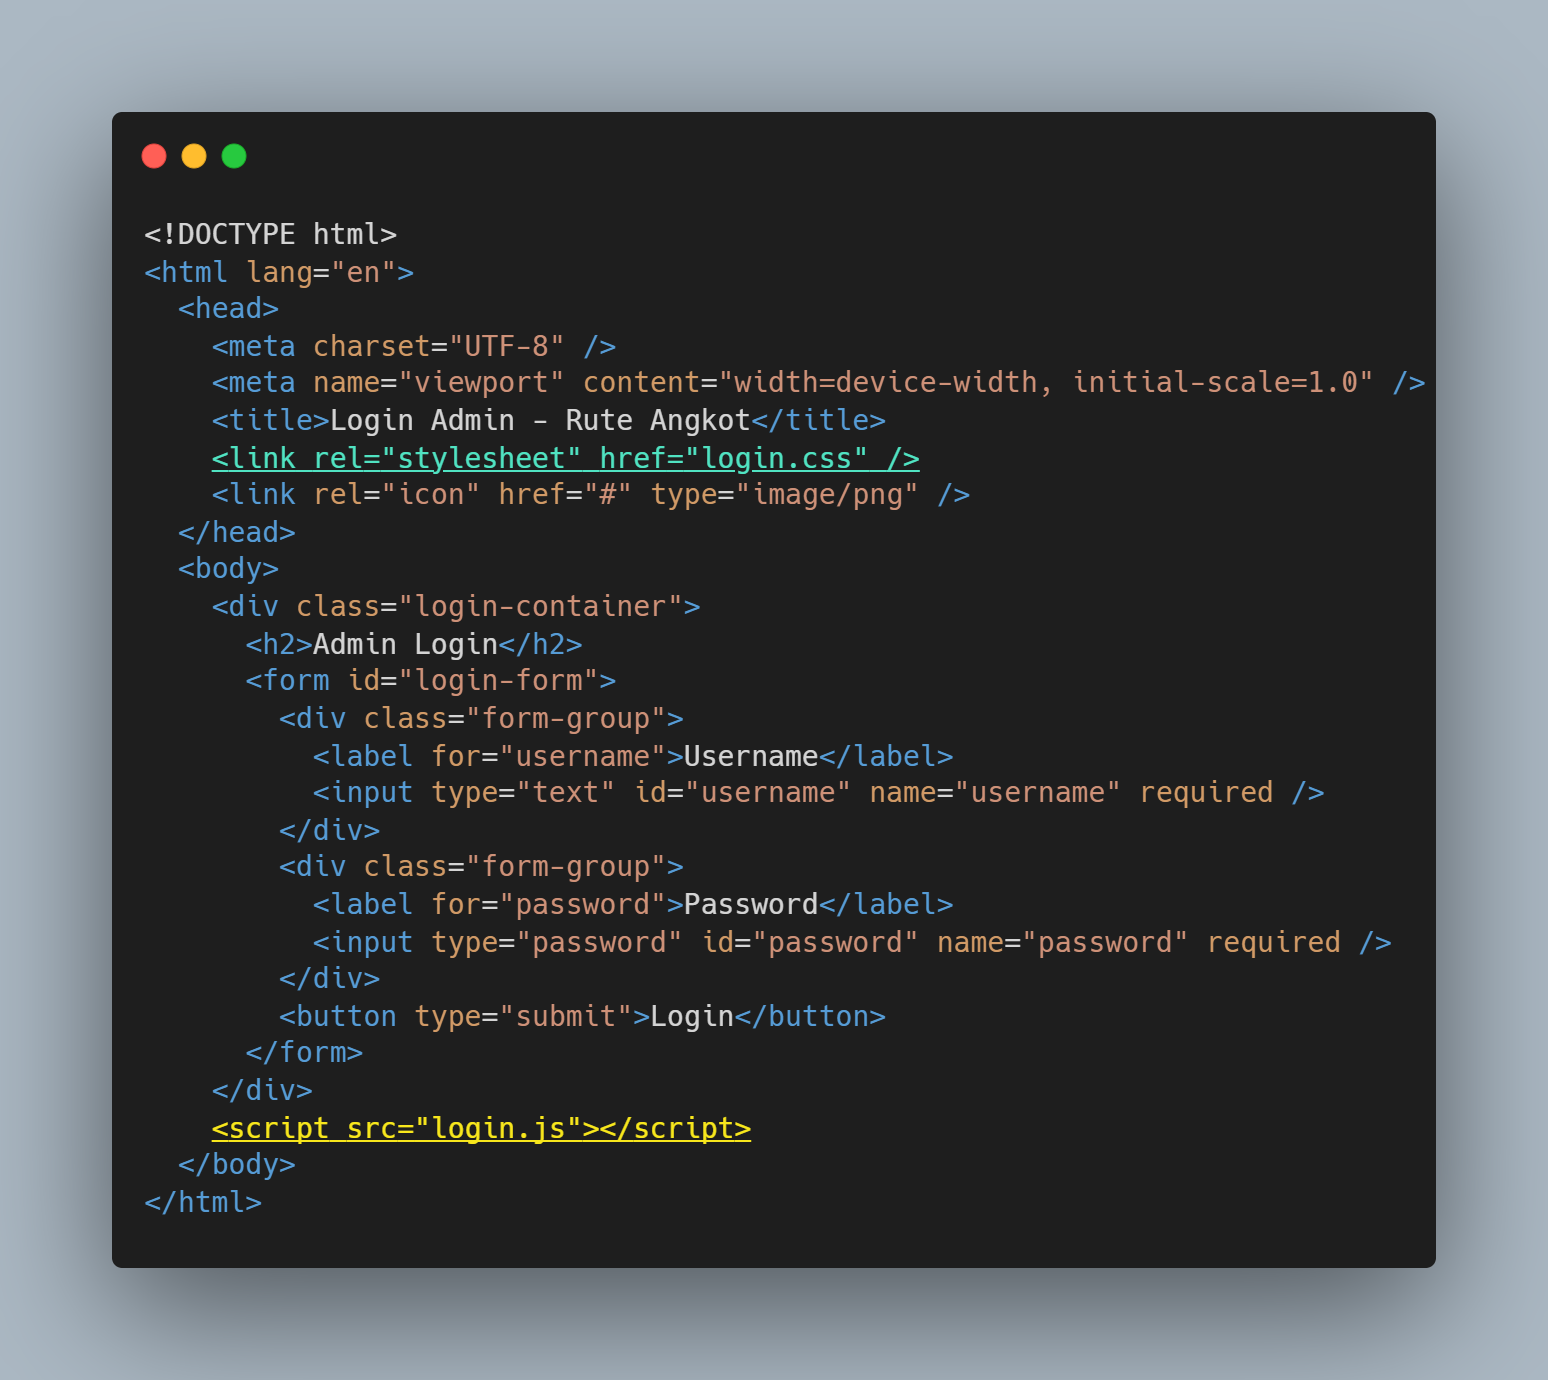 <!DOCTYPE html>
<html lang="en">
  <head>
    <meta charset="UTF-8" />
    <meta name="viewport" content="width=device-width, initial-scale=1.0" />
    <title>Login Admin - Rute Angkot</title>
    <link rel="stylesheet" href="login.css" />
    <link rel="icon" href="#" type="image/png" />
  </head>
  <body>
    <div class="login-container">
      <h2>Admin Login</h2>
      <form id="login-form">
        <div class="form-group">
          <label for="username">Username</label>
          <input type="text" id="username" name="username" required />
        </div>
        <div class="form-group">
          <label for="password">Password</label>
          <input type="password" id="password" name="password" required />
        </div>
        <button type="submit">Login</button>
      </form>
    </div>
    <script src="login.js"></script>
  </body>
</html>